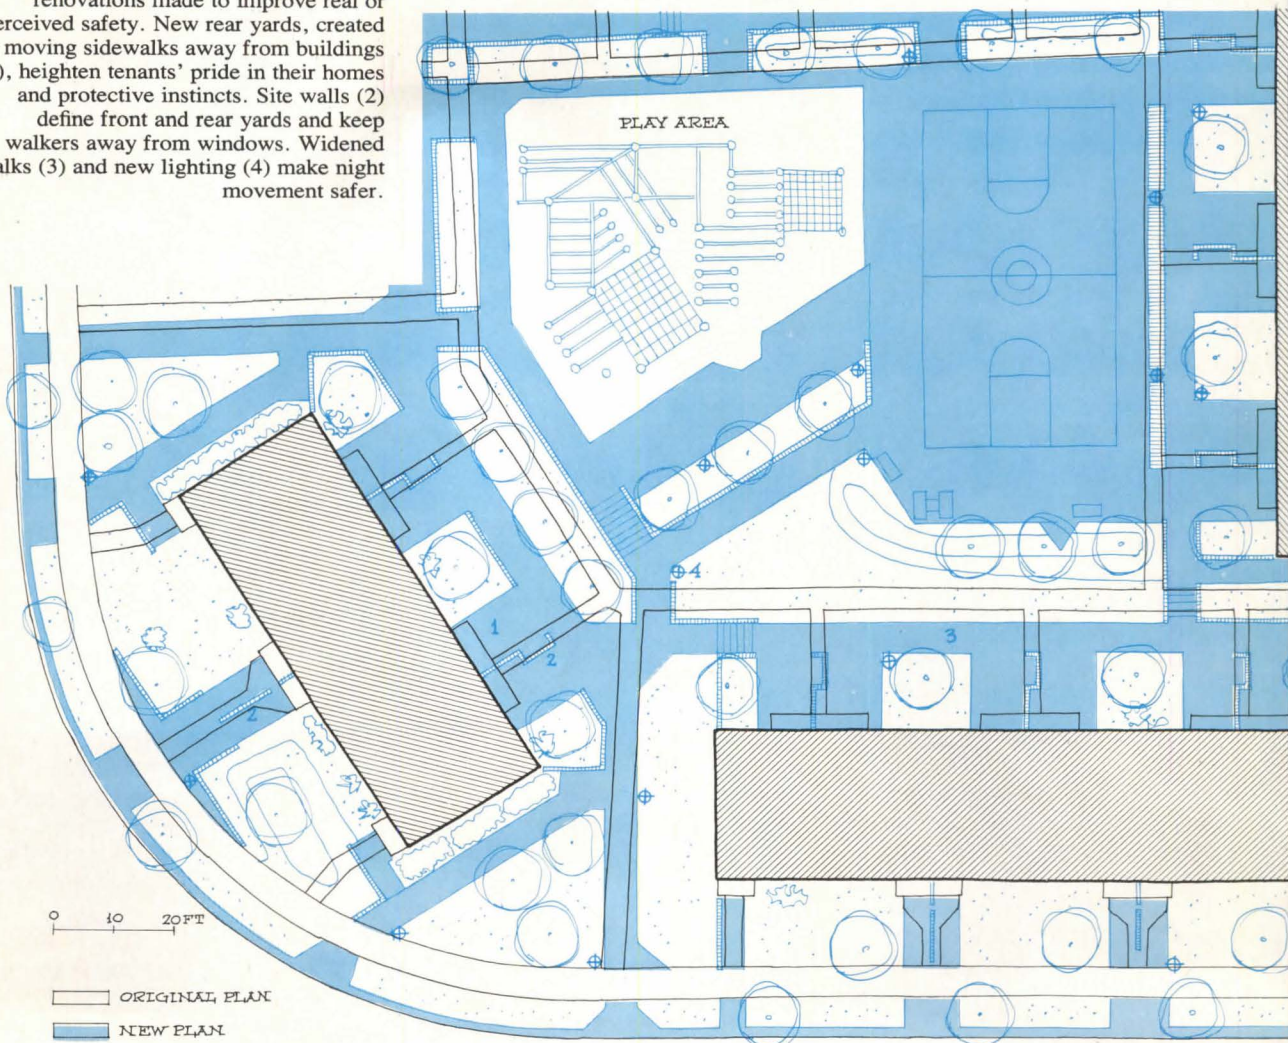 renovations made to improve real or
erceived safety. New rear yards, created
moving sidewalks away from buildings
), heighten tenants' pride in their homes
and protective instincts. Site walls (2)
define front and rear yards and keep
walkers away from windows. Widened
alks (3) and new lighting (4) make night
movement safer.
PLAY AREA
4
1
3
2
2
0 10 20FT
ORIGINAL PLAN
NEW PLAN